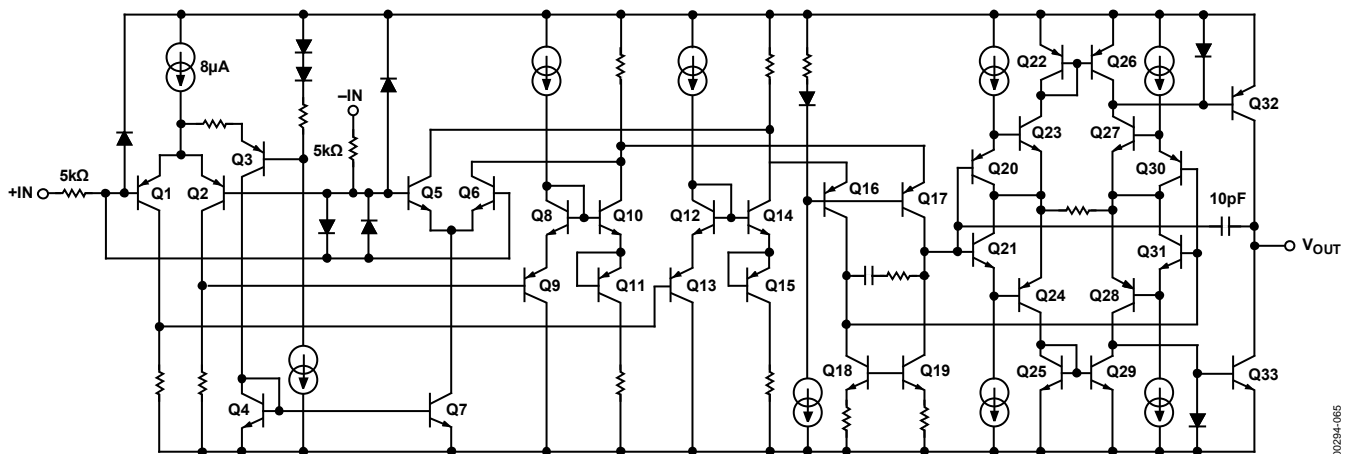 8µA
Q22
Q26
Q32
–IN
Q23
Q27
Q3
5kΩ
Q20
Q30
+IN
5kΩ
Q1
Q2
Q5
Q6
Q16
10pF
Q8
Q10
Q12
Q14
Q17
VOUT
Q21
Q31
Q9
Q11
Q13
Q15
Q24
Q28
Q18
Q19
Q25
Q29
Q33
Q4
Q7
00294-065